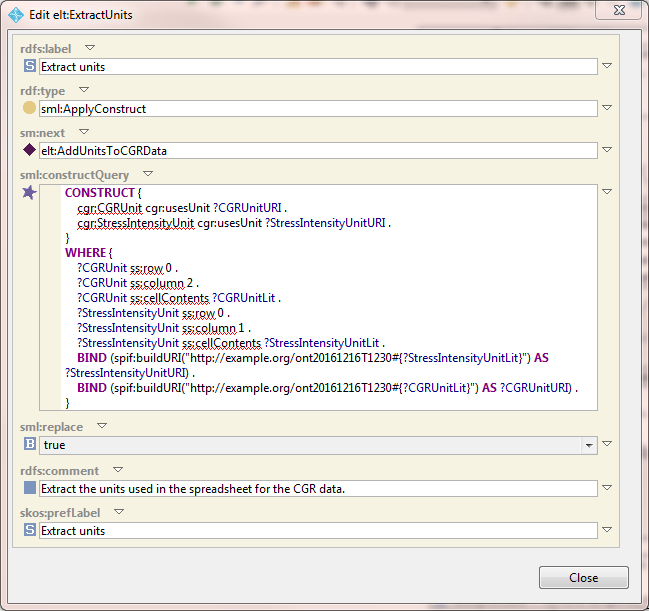 Edit elt:ExtractUnits
rdfs:label
S Extract units
rdf:type
sml:ApplyConstruct
sm:next
elt:AddUnitsToCGRData
sml:constructQuery
CONSTRUCT {
cgr:CGRUnit cgr:usesUnit ?CGRUnitURI .
cgr:StressIntensityUnit cgr:usesUnit ?StressIntensityUnitURI .
}
WHERE {
?CGRUnit ss:row 0 .
?CGRUnit ss:column 2 .
?CGRUnit ss:cellContents ?CGRUnitLit .
?StressIntensityUnit ss:row 0 .
?StressIntensityUnit ss:column 1 .
?StressIntensityUnit ss:cellContents ?StressIntensityUnitLit .
BIND (spif:buildURI("http://example.org/ont20161216T1230#{?StressIntensityUnitLit}") AS
?StressIntensityUnitURI) .
BIND (spif:buildURI("http://example.org/ont20161216T1230#{?CGRUnitLit}") AS ?CGRUnitURI) .
}
sml:replace
B true
rdfs:comment
Extract the units used in the spreadsheet for the CGR data.
skos:prefLabel
S Extract units
Close